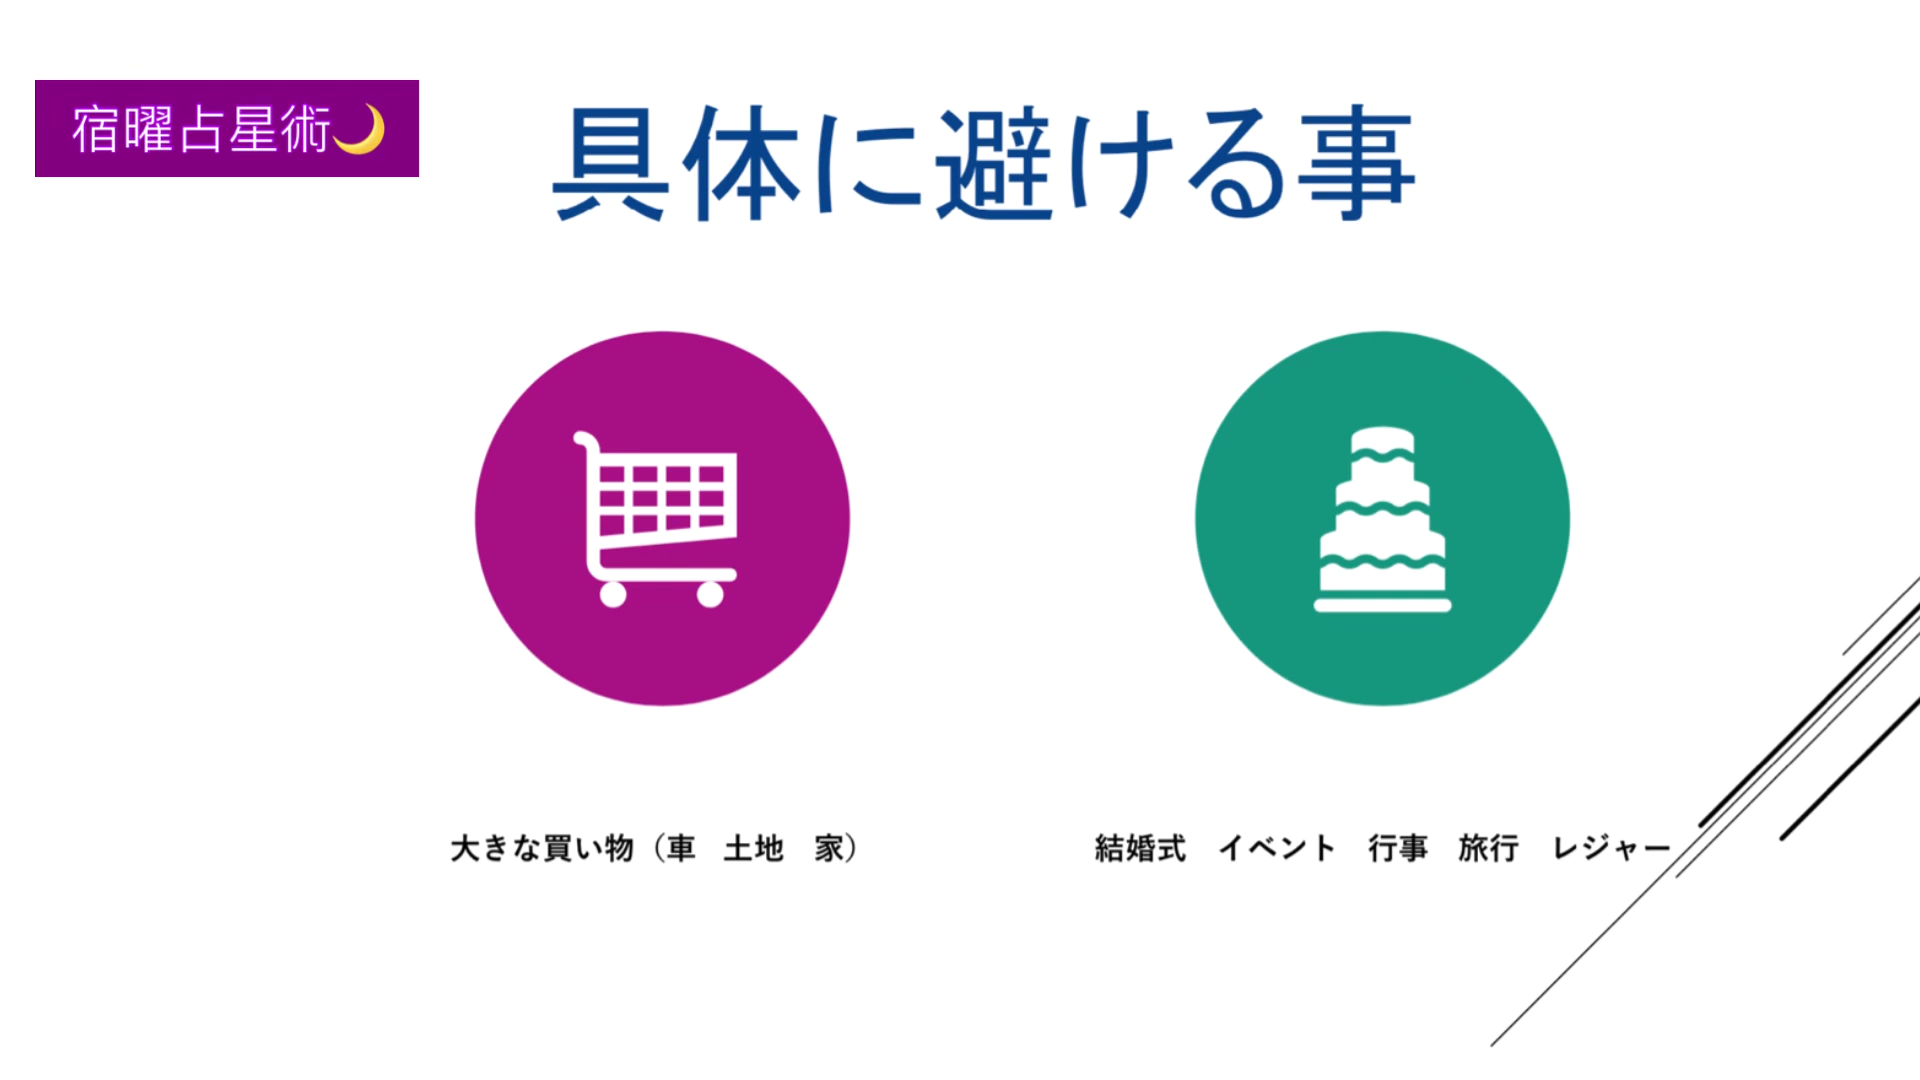 宿曜占星術🌙
具体に避ける事
大きな買い物（車　土地　家）
結婚式　イベント　行事　旅行　レジャー